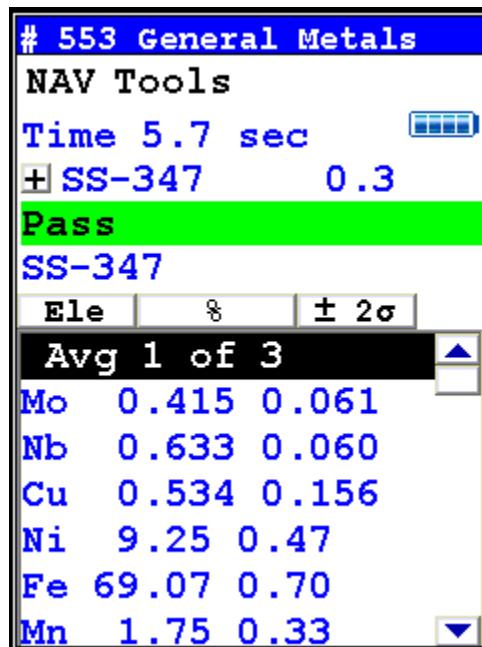 # 553 General Metals
NAV Tools
Time 5.7 sec
+ SS-347 0.3
Pass
SS-347
Ele % ± 2σ
Avg 1 of 3
Mo 0.415 0.061
Nb 0.633 0.060
Cu 0.534 0.156
Ni 9.25 0.47
Fe 69.07 0.70
Mn 1.75 0.33